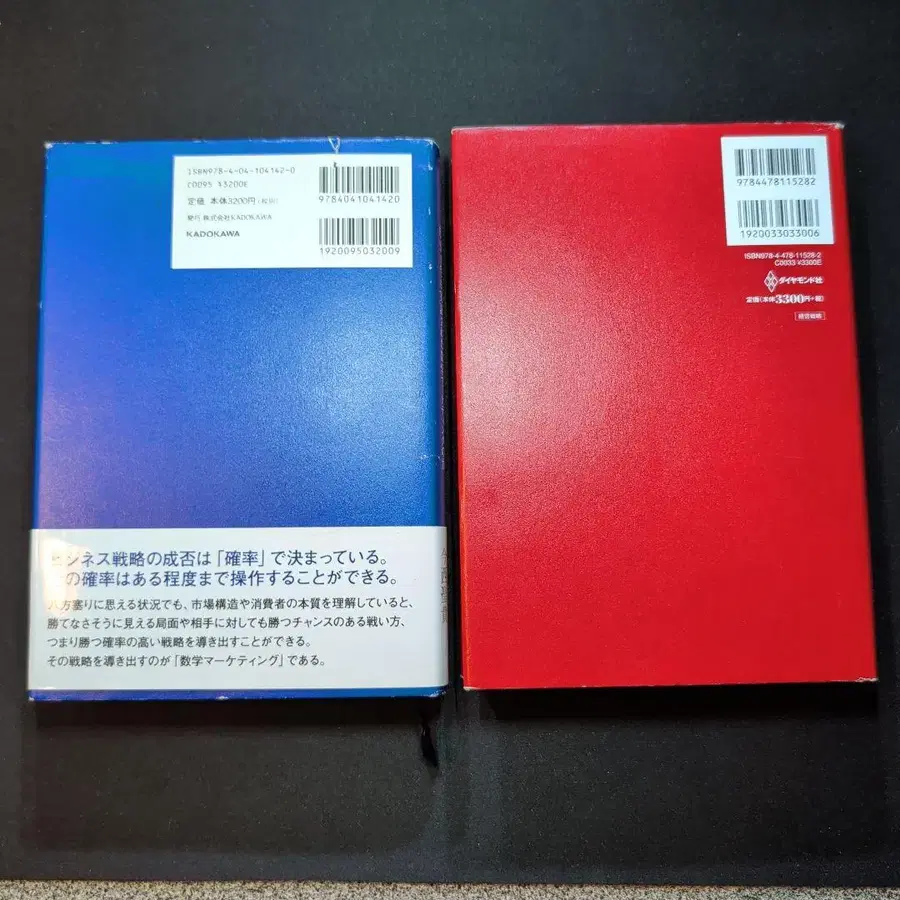 ISBN978-4-04-104142-0
C0095 ¥3200E
定価 本体3200円(税別)
発行 株式会社KADOKAWA
KADOKAWA
9784041041420
1920095032009
ビジネス戦略の成否は「確率」で決まっている。
の確率はある程度まで操作することができる。
八方塞りに思える状況でも、市場構造や消費者の本質を理解していると、
勝てなさそうに見える局面や相手に対しても勝つチャンスのある戦い方、
つまり勝つ確率の高い戦略を導き出すことができる。
その戦略を導き出すのが「数学マーケティング」である。
9784478115282
1920033033006
ISBN978-4-478-11528-2
C0033 ¥3300E
ダイヤモンド社
定価(本体3300円+税)
経営戦略